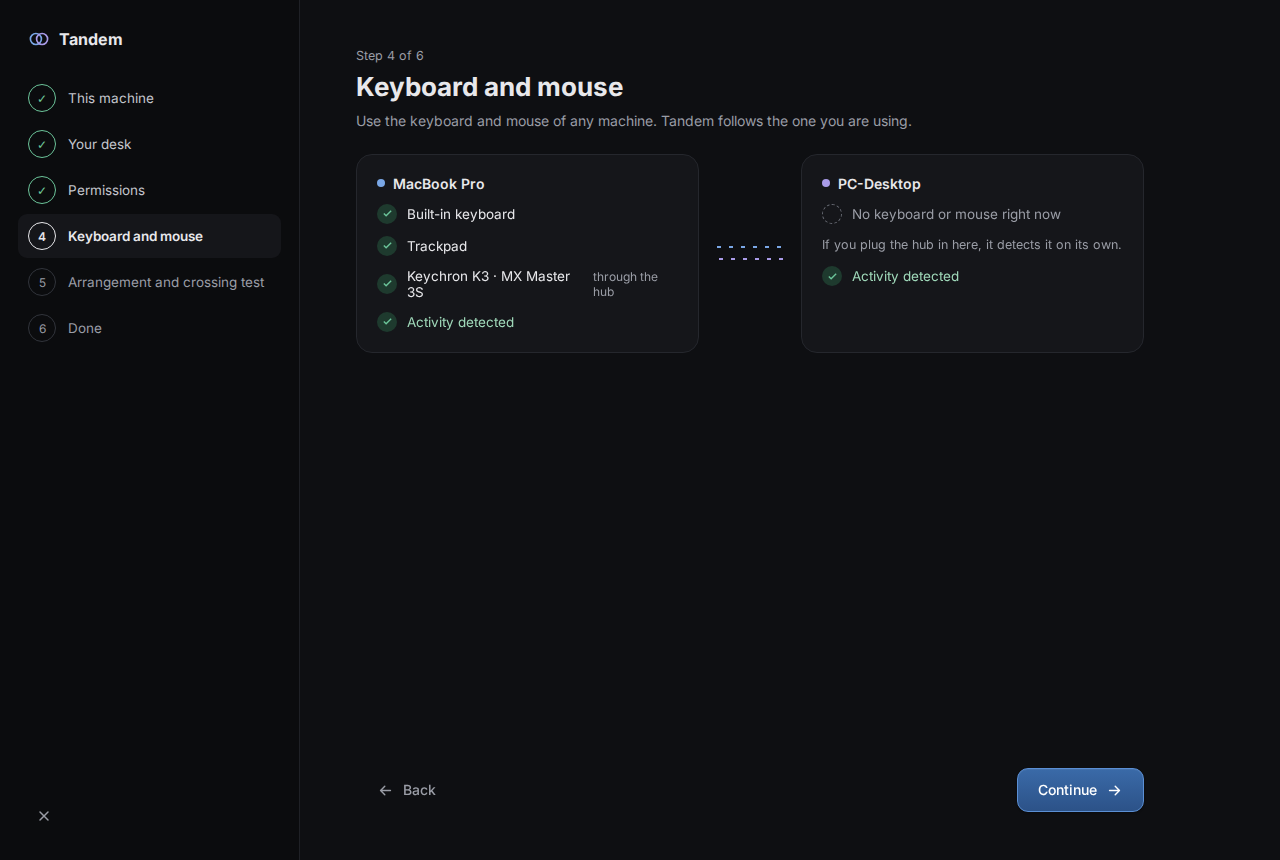 Tandem
This machine
Your desk
Permissions
4 Keyboard and mouse
5 Arrangement and crossing test
6 Done
Step 4 of 6
Keyboard and mouse
Use the keyboard and mouse of any machine. Tandem follows the one you are using.
MacBook Pro
Built-in keyboard
Trackpad
Keychron K3 · MX Master
3S
through the
hub
Activity detected
PC-Desktop
No keyboard or mouse right now
If you plug the hub in here, it detects it on its own.
Activity detected
Back
Continue